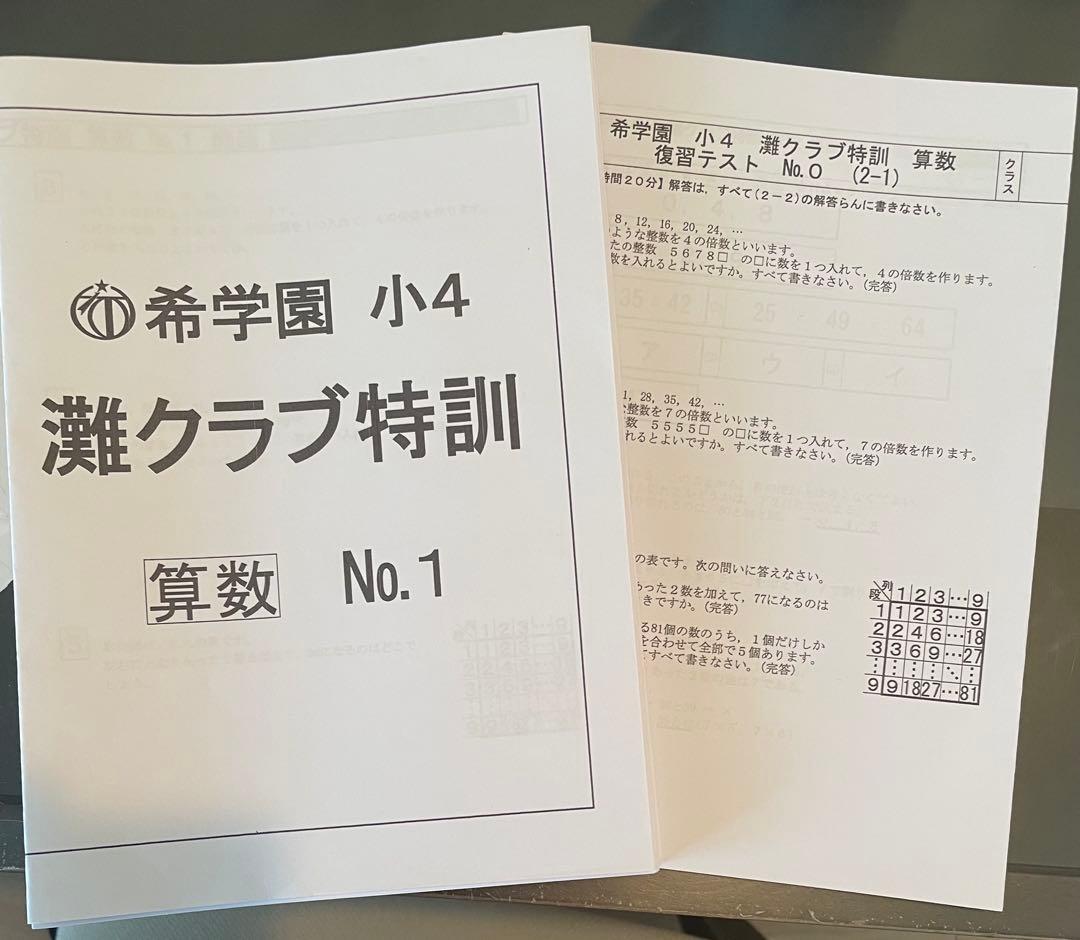 希学園 小4
灘クラブ特訓
算数 No.1
希学園 小4 灘クラブ特訓 算数
復習テスト No.0 (2-1)
クラス
時間20分】解答は,すべて(2-2)の解答らんに書きなさい。
8, 12, 16, 20, 24, …
ような整数を4の倍数といいます。
たの整数 5678□ の□に数を1つ入れて, 4の倍数を作ります。
数を入れるとよいですか。すべて書きなさい。(完答)
1, 28, 35, 42, …
な整数を7の倍数といいます。
数 5555□ の□に数を1つ入れて, 7の倍数を作ります。
れるとよいですか。すべて書きなさい。(完答)
の表です。次の問いに答えなさい。
あった2数を加えて, 77になるのは
きですか。(完答)
る81個の数のうち, 1個だけしか
を合わせて全部で5個あります。
てすべて書きなさい。(完答)
列
段 1 2 3 … 9
1 1 2 3 … 9
2 2 4 6 … 18
3 3 6 9 … 27
⋮ ⋮ ⋮ ⋮ ⋱ ⋮
9 9 18 27 … 81